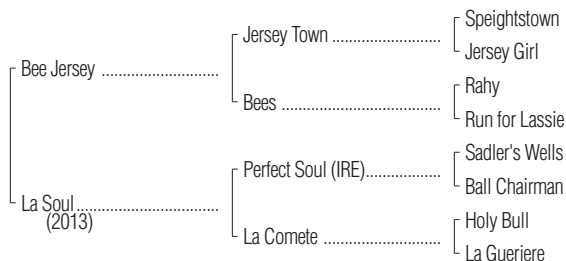 Speightstown
Jersey Town ........................
Jersey Girl
Bee Jersey ..........................
Rahy
Bees ...................................
Run for Lassie
Sadler's Wells
Perfect Soul (IRE)................
Ball Chairman
La Soul ................................
(2013)
Holy Bull
La Comete ..........................
La Gueriere